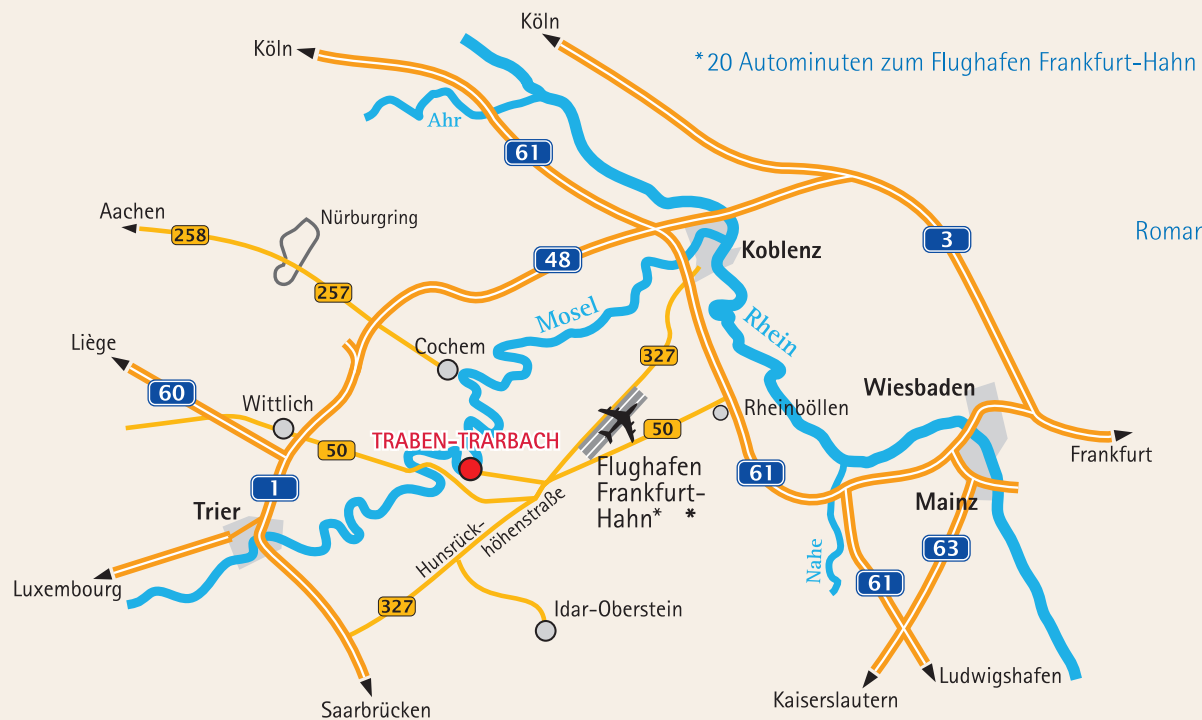 Köln
Köln
*20 Autominuten zum Flughafen Frankfurt-Hahn
Ahr
61
Aachen
258
Nürburgring
3
Romar
48
Koblenz
257
Mosel
Rhein
Liège
Cochem
327
60
Wittlich
Wiesbaden
Rheinböllen
50
TRABEN-TRARBACH
50
Frankfurt
Flughafen
Frankfurt-
Hahn* *
61
1
Trier
Mainz
Hunsrück-
höhenstraße
63
Nahe
61
Luxembourg
327
Idar-Oberstein
Ludwigshafen
Kaiserslautern
Saarbrücken